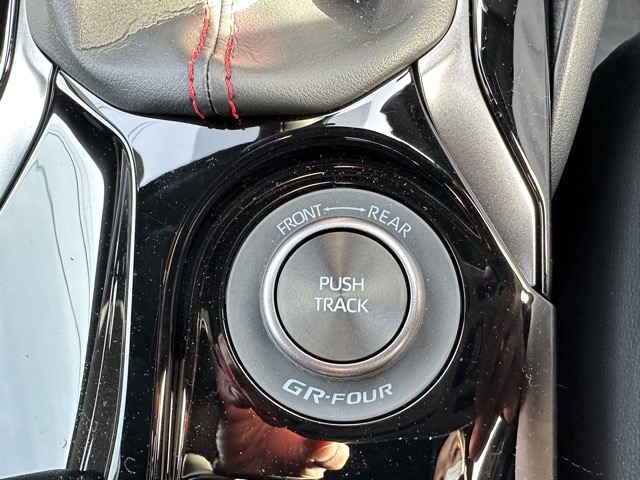 FRONT ⟷ REAR
PUSH
TRACK
GR-FOUR